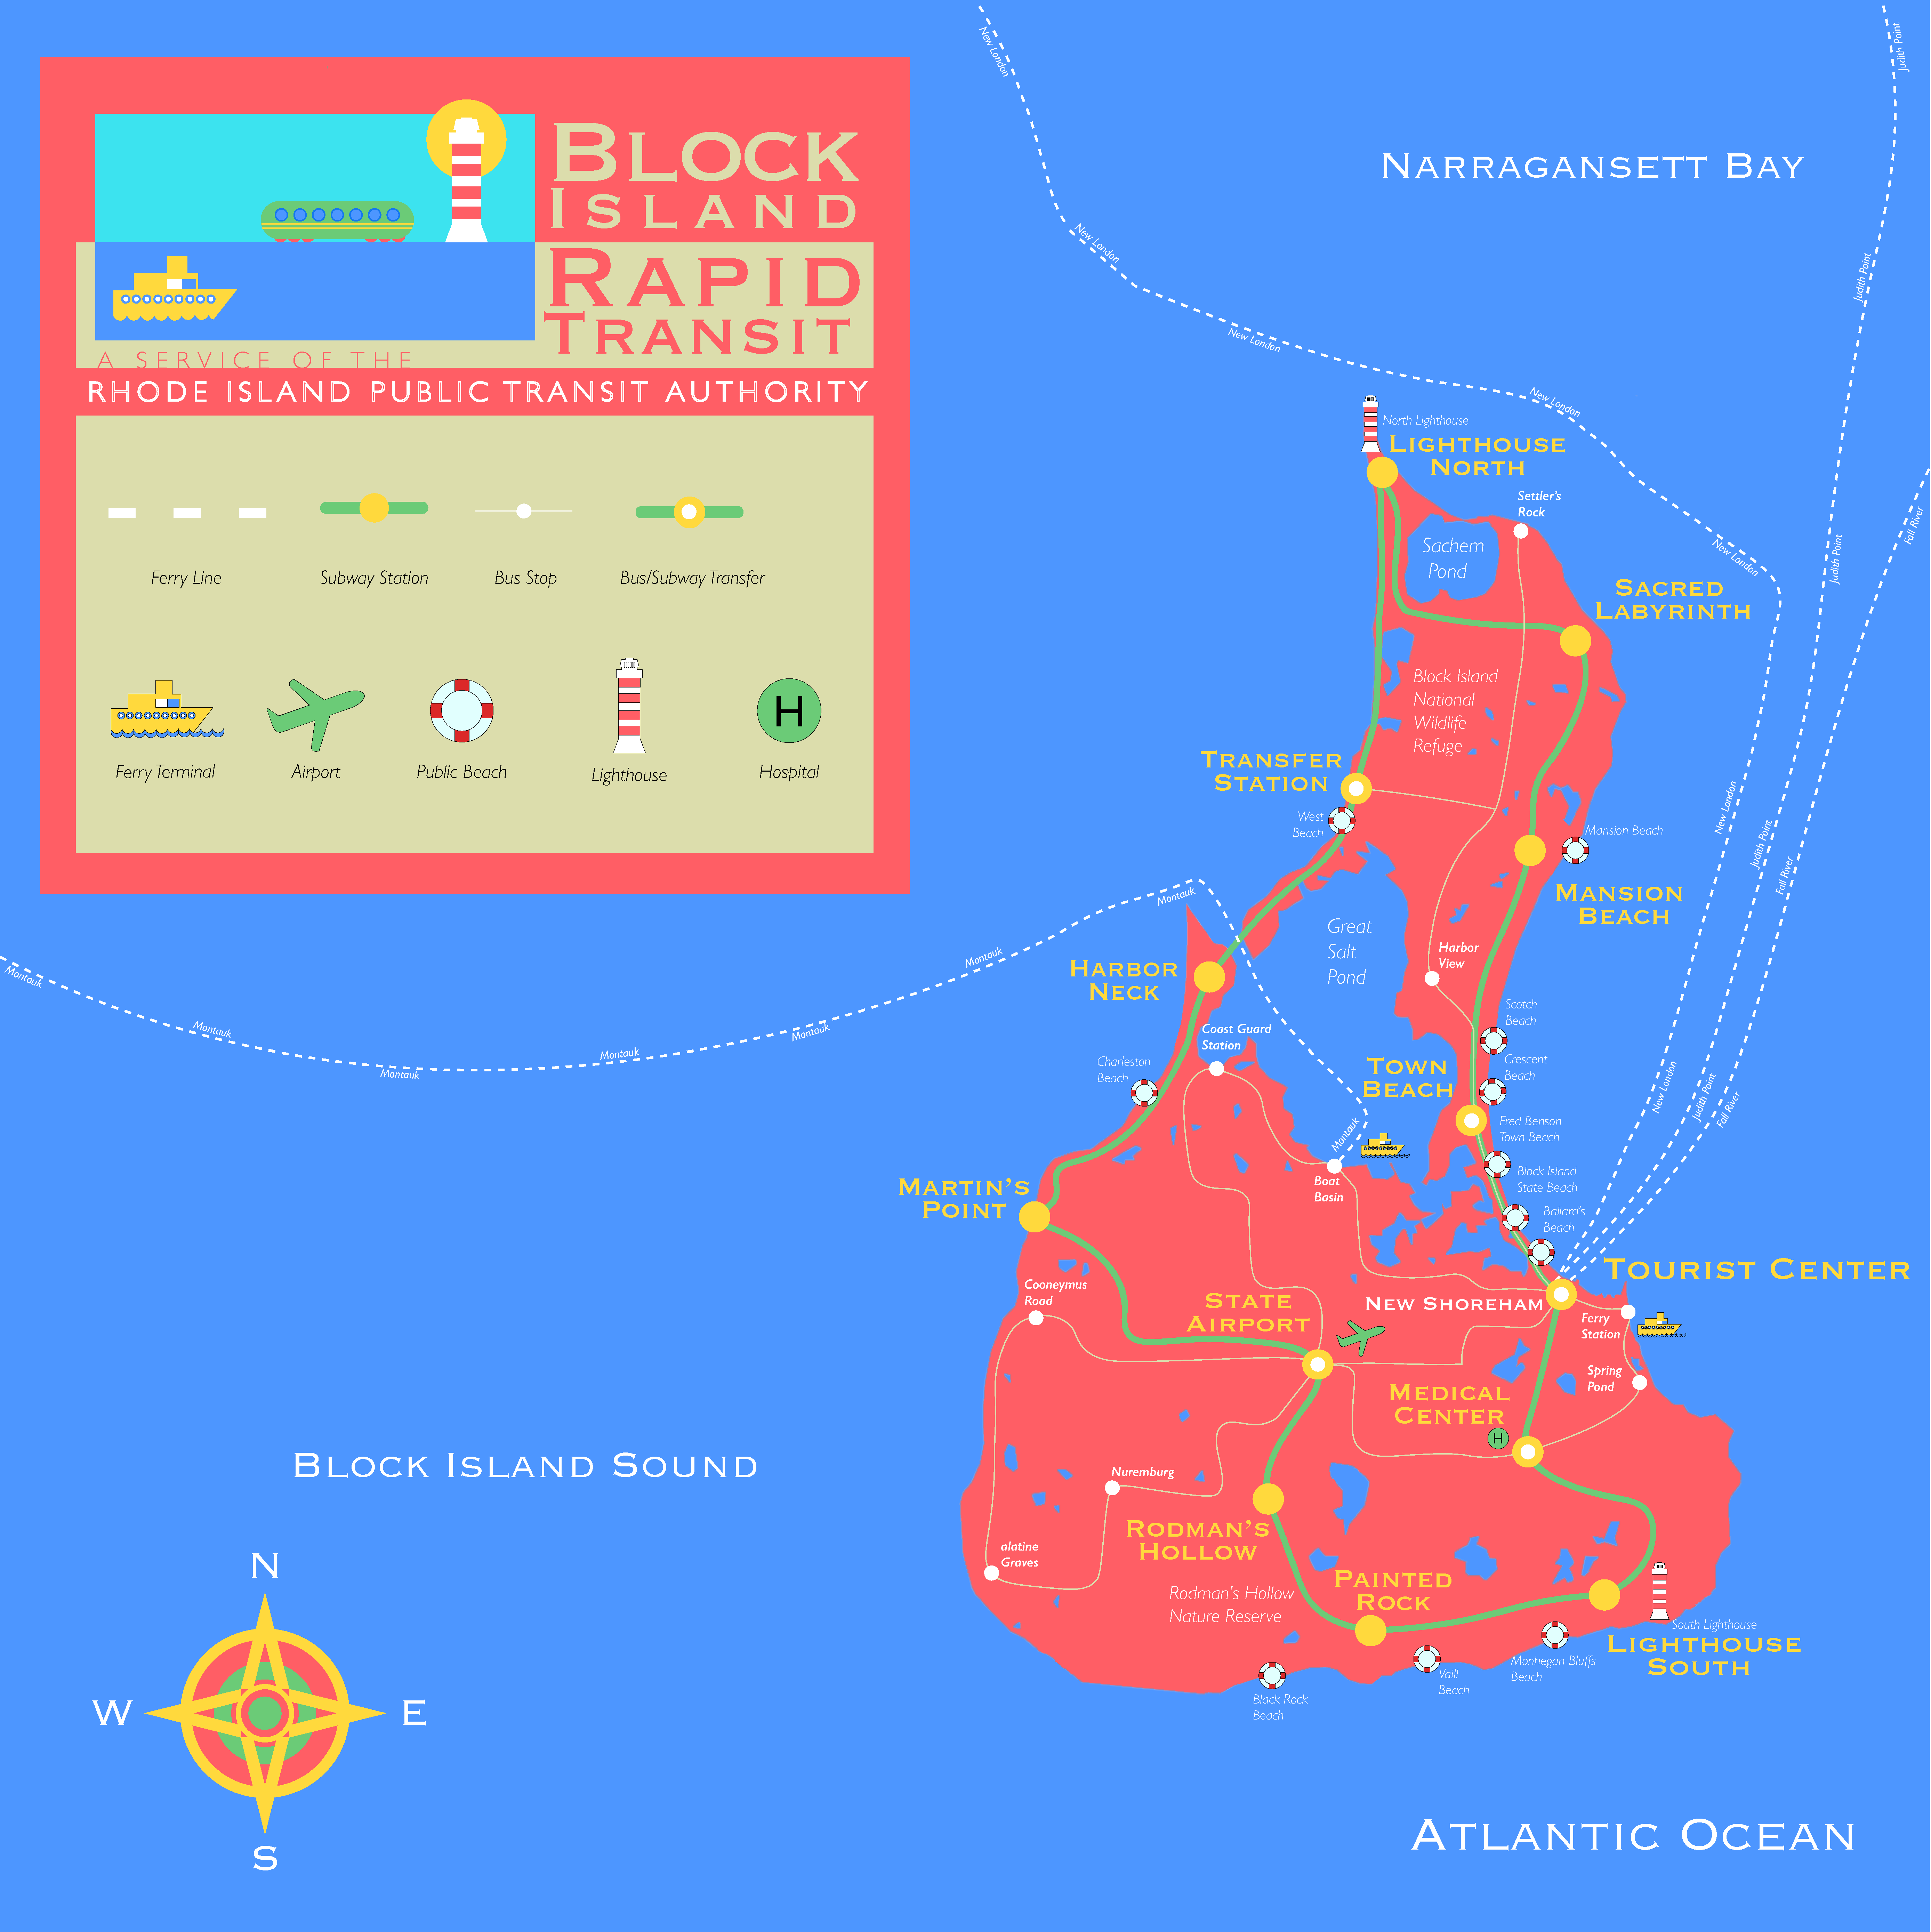 BLOCK
ISLAND
RAPID
TRANSIT
A SERVICE OF THE
RHODE ISLAND PUBLIC TRANSIT AUTHORITY
Ferry Line
Subway Station
Bus Stop
Bus/Subway Transfer
Ferry Terminal
Airport
Public Beach
Lighthouse
Hospital
H
New London
Judith Point
NARRAGANSETT BAY
New London
Judith Point
New London
New London
North Lighthouse
LIGHTHOUSE
NORTH
Settler's
Rock
Fall River
Sachem
Pond
New London
Judith Point
SACRED
LABYRINTH
Block Island
National
Wildlife
Refuge
TRANSFER
STATION
West
Beach
New London
Judith Point
Fall River
Mansion Beach
MANSION
BEACH
Montauk
Great
Salt
Pond
Harbor
View
HARBOR
NECK
Montauk
Montauk
Montauk
Montauk
Montauk
Montauk
Coast Guard
Station
Scotch
Beach
Charleston
Beach
TOWN
BEACH
Crescent
Beach
New London
Judith Point
Fall River
Fred Benson
Town Beach
Montauk
Block Island
State Beach
Boat
Basin
MARTIN'S
POINT
Ballard's
Beach
TOURIST CENTER
Cooneymus
Road
STATE
AIRPORT
NEW SHOREHAM
Ferry
Station
Spring
Pond
MEDICAL
CENTER
H
BLOCK ISLAND SOUND
Nuremburg
RODMAN'S
HOLLOW
alatine
Graves
Rodman's Hollow
Nature Reserve
PAINTED
ROCK
South Lighthouse
LIGHTHOUSE
SOUTH
Monhegan Bluffs
Beach
Vaill
Beach
Black Rock
Beach
N
W
E
S
ATLANTIC OCEAN